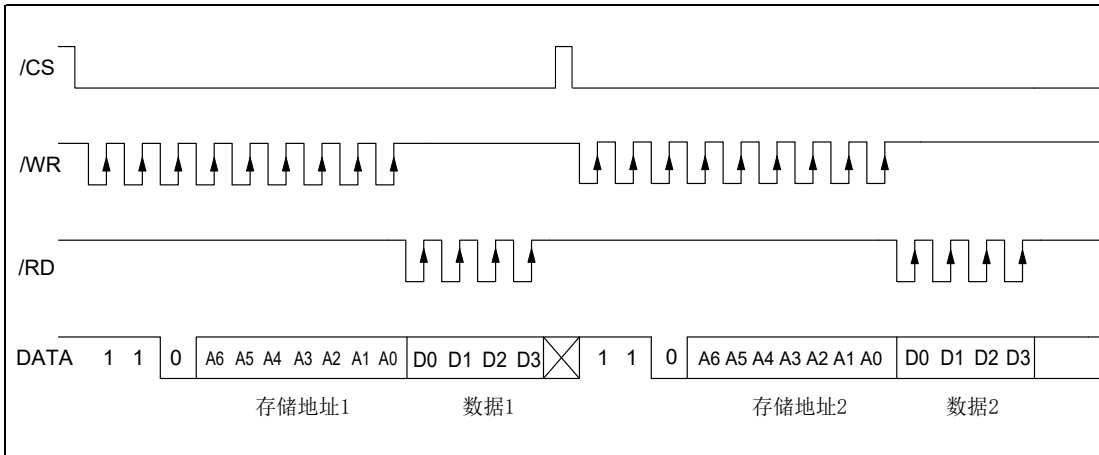 /CS
/WR
/RD
DATA 1 1 0 A6 A5 A4 A3 A2 A1 A0 D0 D1 D2 D3 1 1 0 A6 A5 A4 A3 A2 A1 A0 D0 D1 D2 D3
存储地址1 数据1 存储地址2 数据2